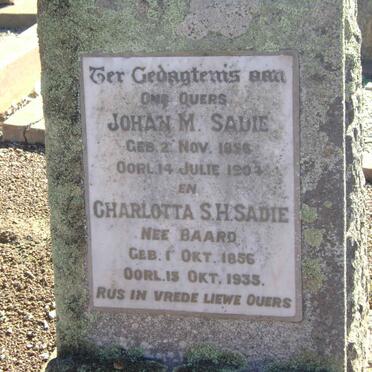 Ter Gedagtenis aan
Ons Ouers
Johan M. Sadie
Geb. 2 Nov. 1856
Oorl. 14 Julie 1904
en
Charlotta S.H. Sadie
Nee Baard
Geb. 1 Okt. 1856
Oorl. 15 Okt. 1935.
Rus in vrede liewe Ouers